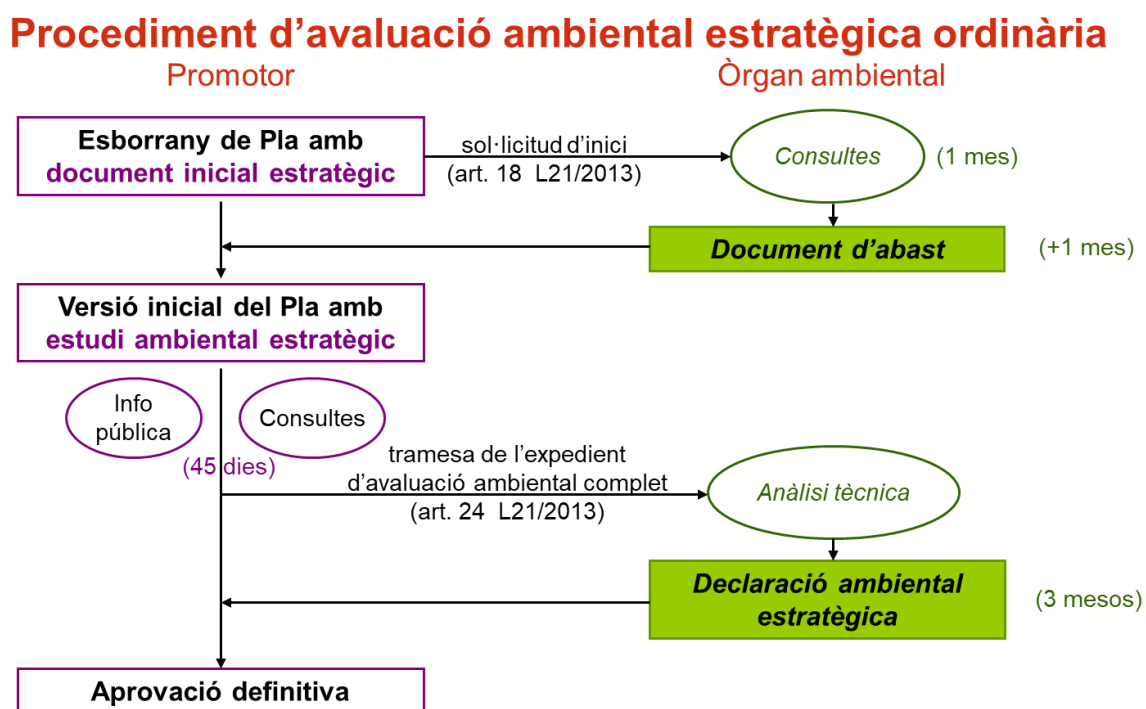 Procediment d’avaluació ambiental estratègica ordinària
Promotor
Òrgan ambiental
Esborrany de Pla amb
document inicial estratègic
sol·licitud d’inici
(art. 18 L21/2013)
Consultes
(1 mes)
Document d’abast
(+1 mes)
Versió inicial del Pla amb
estudi ambiental estratègic
Info
pública
Consultes
(45 dies)
tramesa de l’expedient
d’avaluació ambiental complet
(art. 24 L21/2013)
Anàlisi tècnica
Declaració ambiental
estratègica
(3 mesos)
Aprovació definitiva